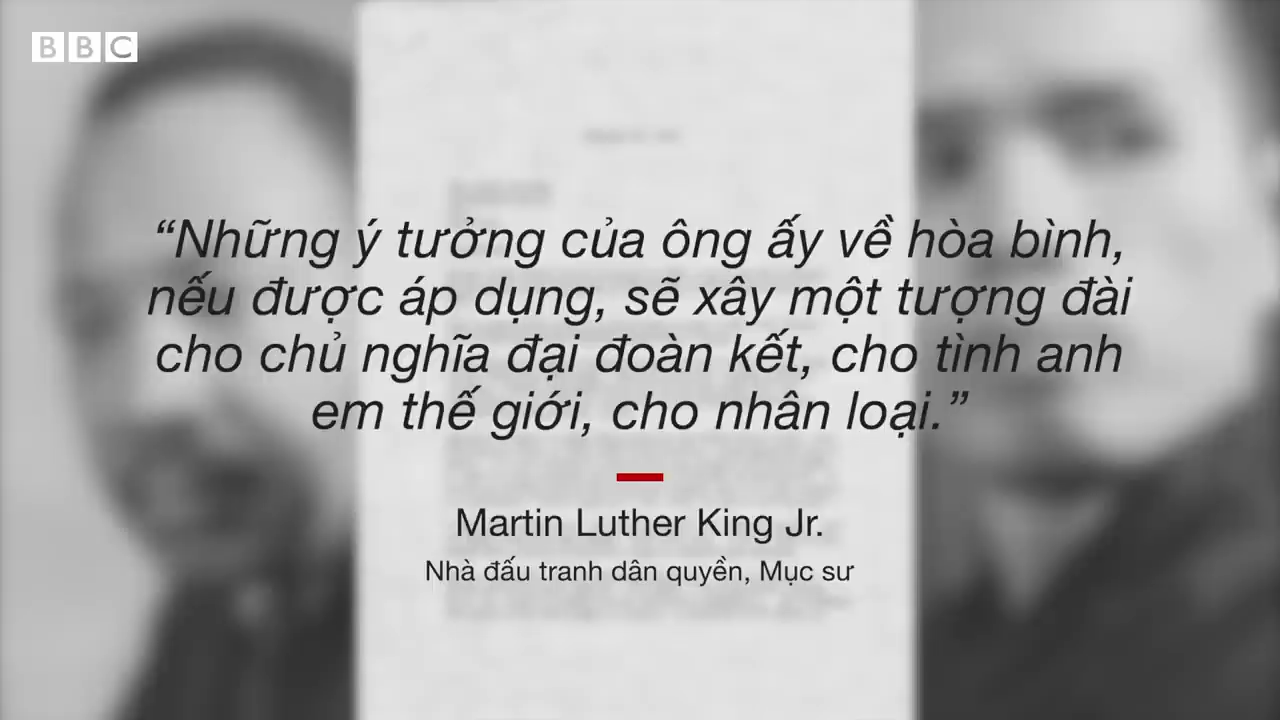 BBC
“Những ý tưởng của ông ấy về hòa bình,
nếu được áp dụng, sẽ xây một tượng đài
cho chủ nghĩa đại đoàn kết, cho tình anh
em thế giới, cho nhân loại.”
Martin Luther King Jr.
Nhà đấu tranh dân quyền, Mục sư